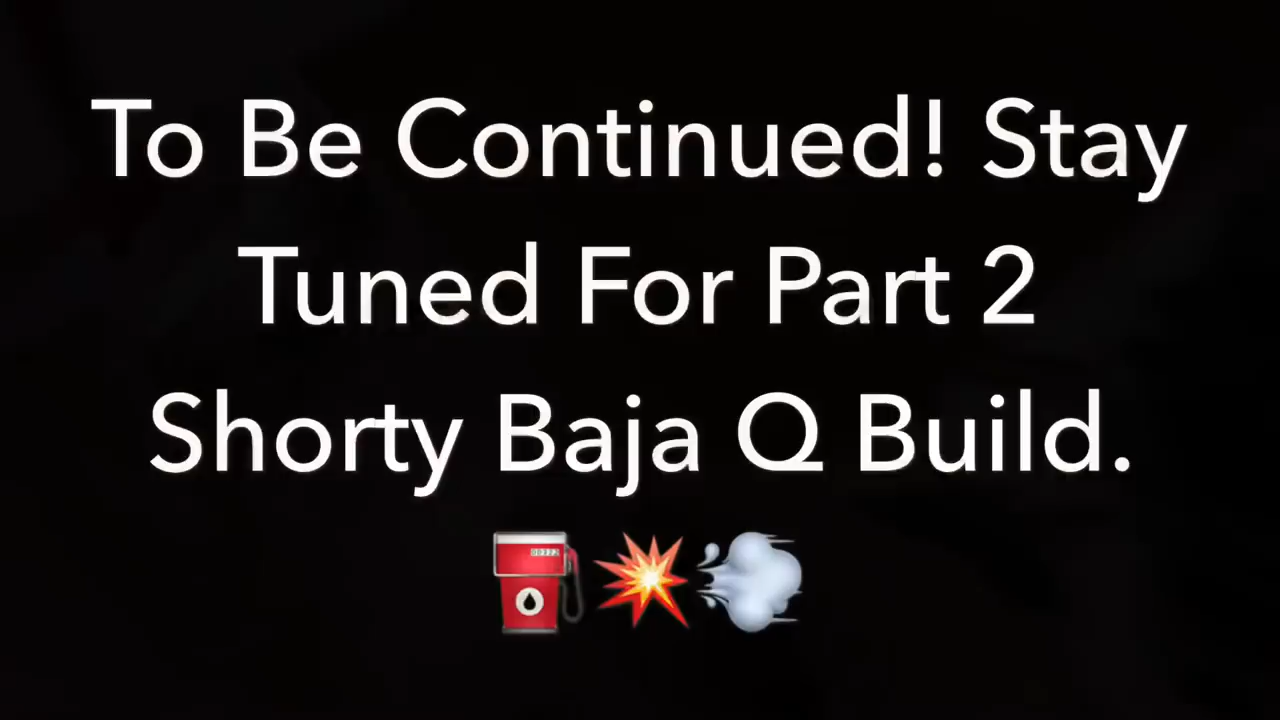 To Be Continued! Stay
Tuned For Part 2
Shorty Baja Q Build.
⛽💥💨